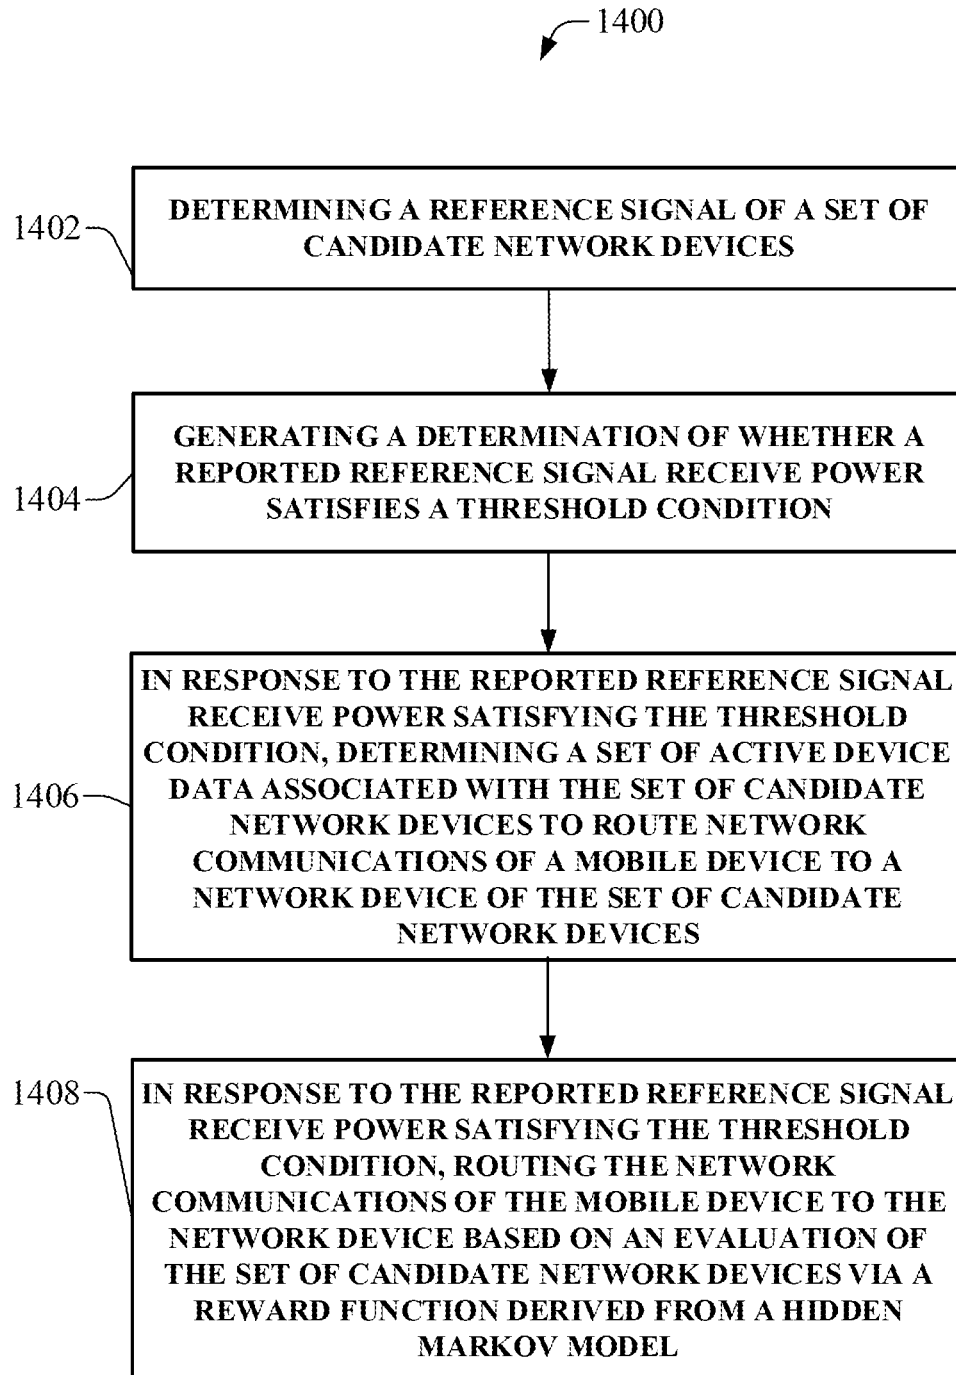 1400
1402
DETERMINING A REFERENCE SIGNAL OF A SET OF
CANDIDATE NETWORK DEVICES
1404
GENERATING A DETERMINATION OF WHETHER A
REPORTED REFERENCE SIGNAL RECEIVE POWER
SATISFIES A THRESHOLD CONDITION
1406
IN RESPONSE TO THE REPORTED REFERENCE SIGNAL
RECEIVE POWER SATISFYING THE THRESHOLD
CONDITION, DETERMINING A SET OF ACTIVE DEVICE
DATA ASSOCIATED WITH THE SET OF CANDIDATE
NETWORK DEVICES TO ROUTE NETWORK
COMMUNICATIONS OF A MOBILE DEVICE TO A
NETWORK DEVICE OF THE SET OF CANDIDATE
NETWORK DEVICES
1408
IN RESPONSE TO THE REPORTED REFERENCE SIGNAL
RECEIVE POWER SATISFYING THE THRESHOLD
CONDITION, ROUTING THE NETWORK
COMMUNICATIONS OF THE MOBILE DEVICE TO THE
NETWORK DEVICE BASED ON AN EVALUATION OF
THE SET OF CANDIDATE NETWORK DEVICES VIA A
REWARD FUNCTION DERIVED FROM A HIDDEN
MARKOV MODEL